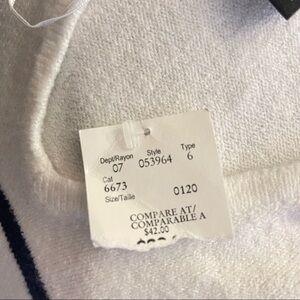 Dept/Rayon Style Type
07 053964 6
Cat
6673 0120
Size/Taille
COMPARE AT/
COMPARABLE A
$42.00